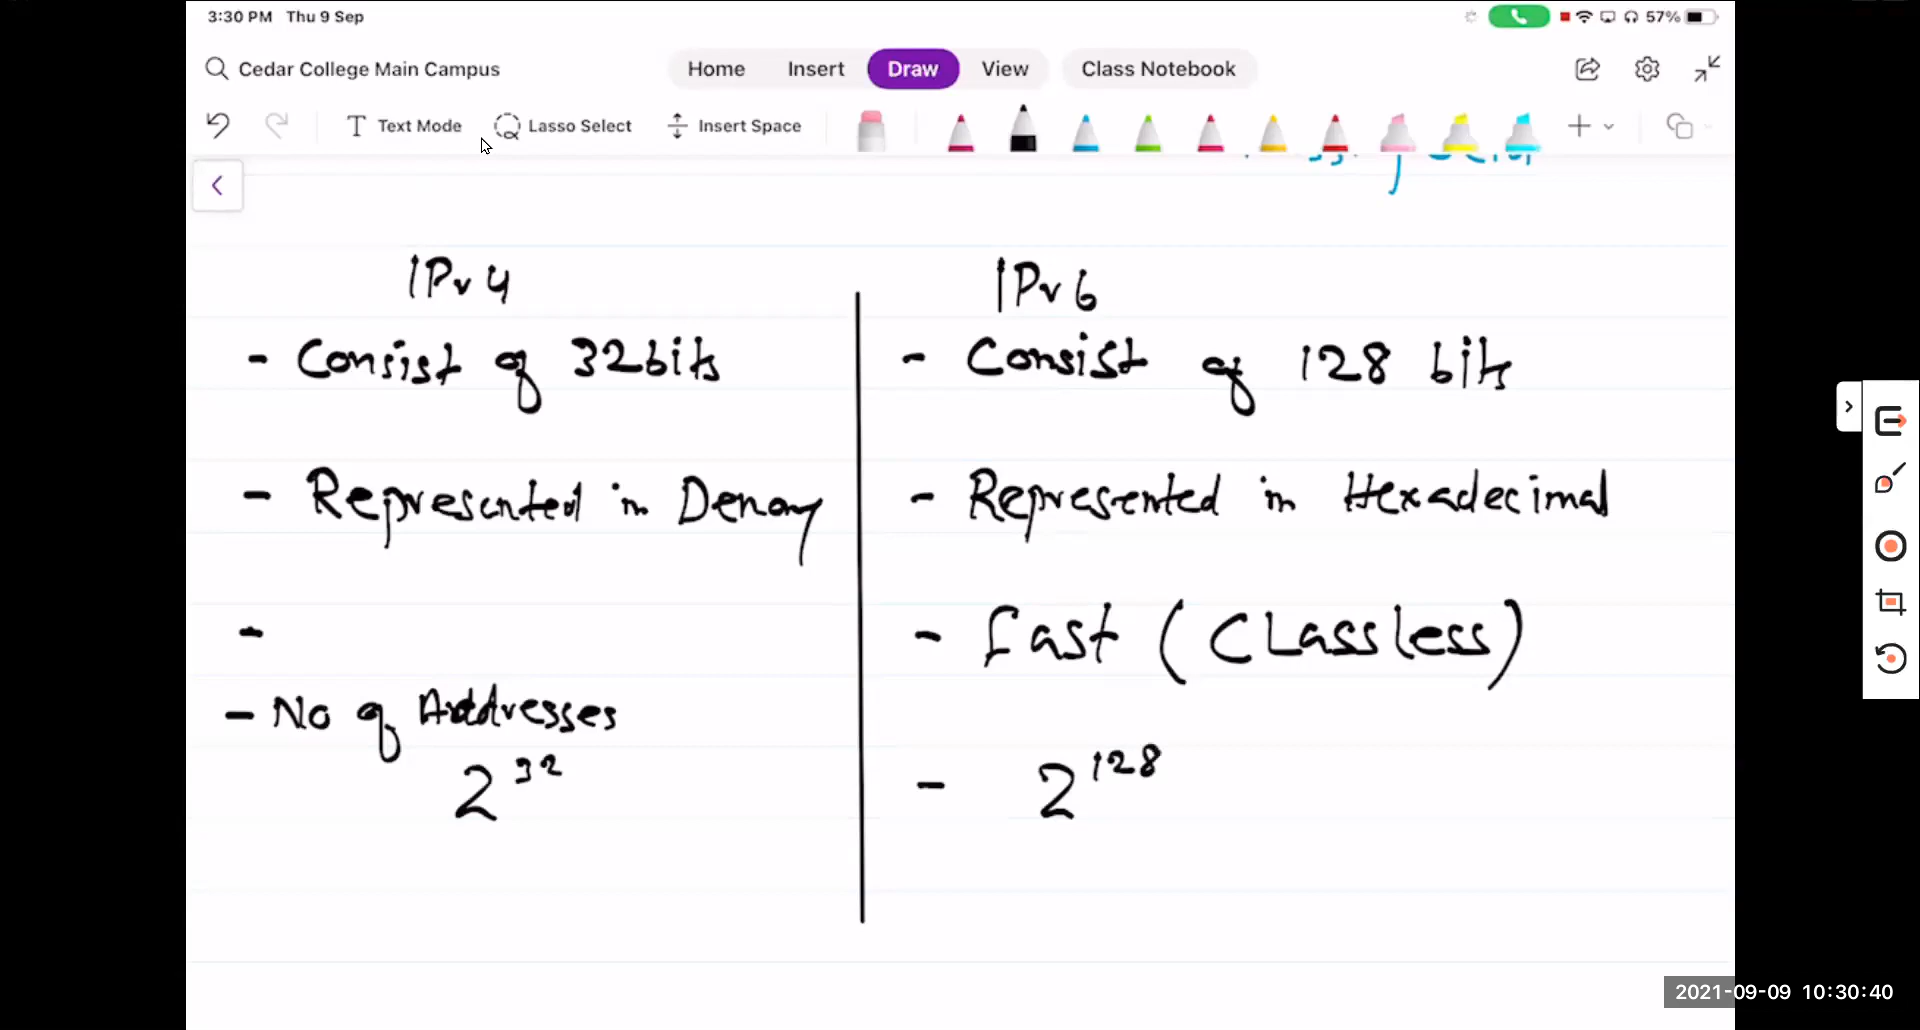 3:30 PM Thu 9 Sep
57%
Cedar College Main Campus
Home Insert Draw View Class Notebook
Text Mode Lasso Select Insert Space
IPv4
- Consist of 32bits
- Represented in Denary
-
- No of Addresses
2^32
IPv6
- Consist of 128 bits
- Represented in Hexadecimal
- Fast (Classless)
- 2^128
2021-09-09 10:30:40